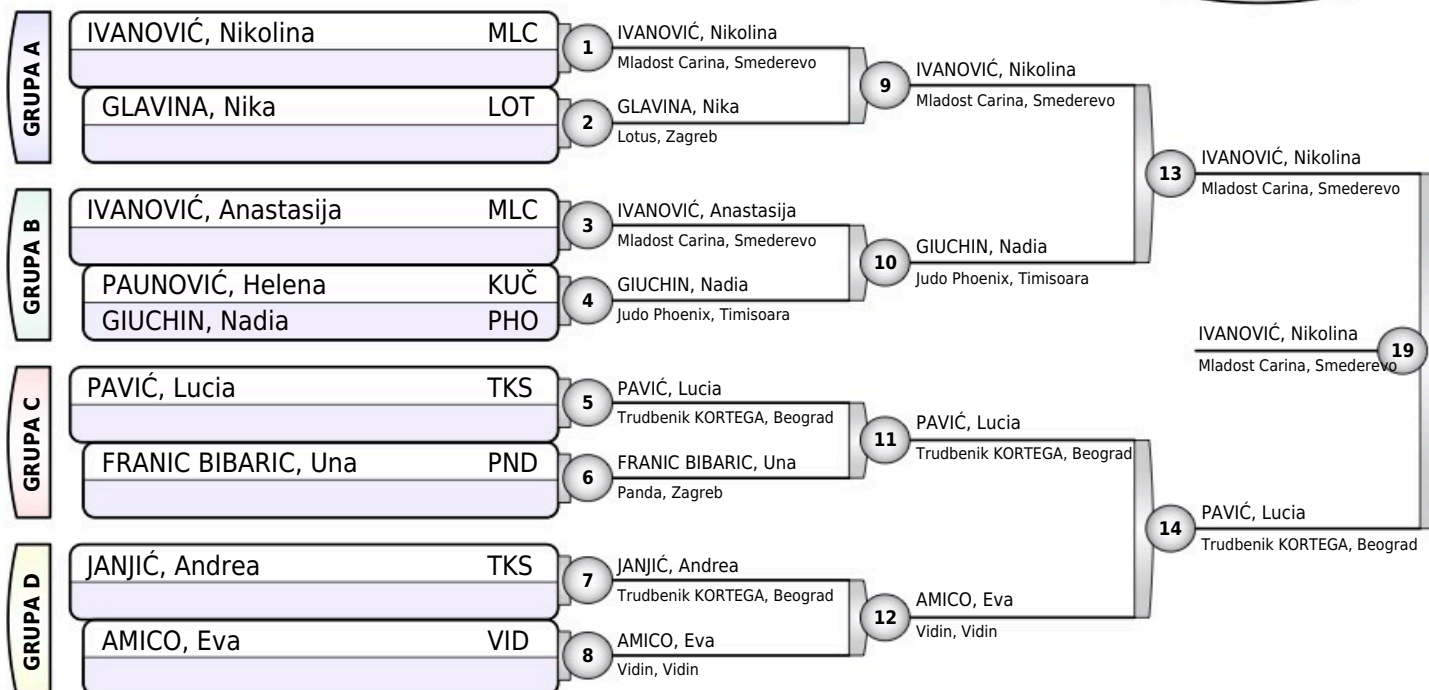 GRUPA A
IVANOVIĆ, Nikolina MLC
GLAVINA, Nika LOT
1
IVANOVIĆ, Nikolina
Mladost Carina, Smederevo
2
GLAVINA, Nika
Lotus, Zagreb
9
IVANOVIĆ, Nikolina
Mladost Carina, Smederevo
GRUPA B
IVANOVIĆ, Anastasija MLC
PAUNOVIĆ, Helena KUČ
GIUCHIN, Nadia PHO
3
IVANOVIĆ, Anastasija
Mladost Carina, Smederevo
4
GIUCHIN, Nadia
Judo Phoenix, Timisoara
10
GIUCHIN, Nadia
Judo Phoenix, Timisoara
13
IVANOVIĆ, Nikolina
Mladost Carina, Smederevo
GRUPA C
PAVIĆ, Lucia TKS
FRANIC BIBARIC, Una PND
5
PAVIĆ, Lucia
Trudbenik KORTEGA, Beograd
6
FRANIC BIBARIC, Una
Panda, Zagreb
11
PAVIĆ, Lucia
Trudbenik KORTEGA, Beograd
GRUPA D
JANJIĆ, Andrea TKS
AMICO, Eva VID
7
JANJIĆ, Andrea
Trudbenik KORTEGA, Beograd
8
AMICO, Eva
Vidin, Vidin
12
AMICO, Eva
Vidin, Vidin
14
PAVIĆ, Lucia
Trudbenik KORTEGA, Beograd
IVANOVIĆ, Nikolina
Mladost Carina, Smederevo
19